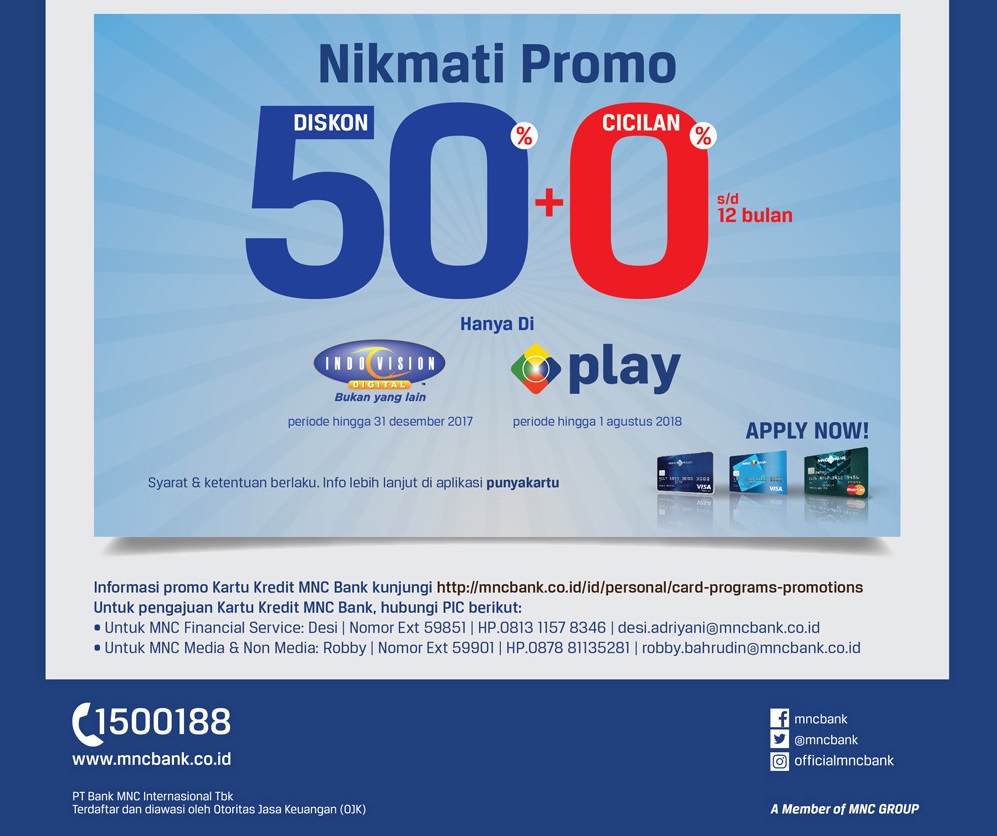 Nikmati Promo
DISKON
50%
+
CICILAN
0%
s/d
12 bulan
Hanya Di
INDOVISION
DIGITAL ™
Bukan yang lain
play
periode hingga 31 desember 2017
periode hingga 1 agustus 2018
APPLY NOW!
Syarat & ketentuan berlaku. Info lebih lanjut di aplikasi punyakartu
VISA
VISA
Informasi promo Kartu Kredit MNC Bank kunjungi http://mncbank.co.id/id/personal/card-programs-promotions
Untuk pengajuan Kartu Kredit MNC Bank, hubungi PIC berikut:
• Untuk MNC Financial Service: Desi | Nomor Ext 59851 | HP.0813 1157 8346 | desi.adriyani@mncbank.co.id
• Untuk MNC Media & Non Media: Robby | Nomor Ext 59901 | HP.0878 81135281 | robby.bahrudin@mncbank.co.id
1500188
www.mncbank.co.id
mncbank
@mncbank
officialmncbank
PT Bank MNC Internasional Tbk
Terdaftar dan diawasi oleh Otoritas Jasa Keuangan (OJK)
A Member of MNC GROUP